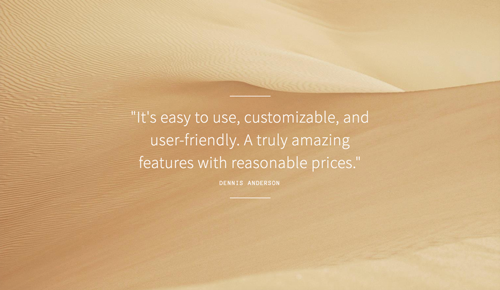 "It's easy to use, customizable, and
user-friendly. A truly amazing
features with reasonable prices."
DENNIS ANDERSON